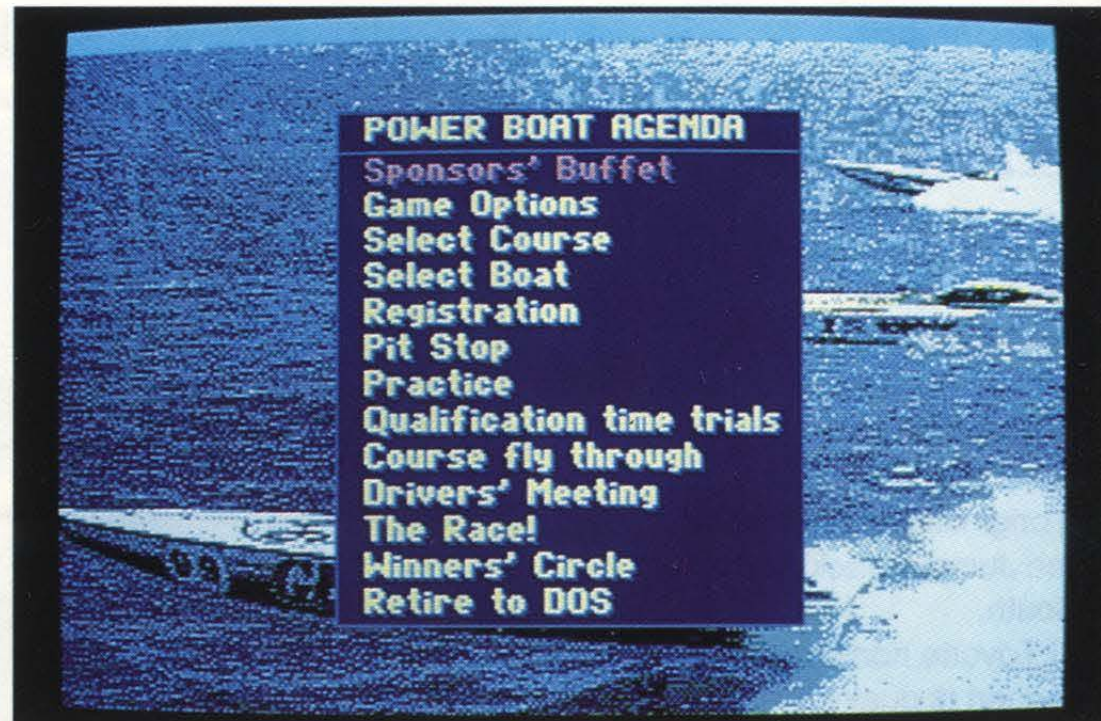 POWER BOAT AGENDA
Sponsors' Buffet
Game Options
Select Course
Select Boat
Registration
Pit Stop
Practice
Qualification time trials
Course fly through
Drivers' Meeting
The Race!
Winners' Circle
Retire to DOS